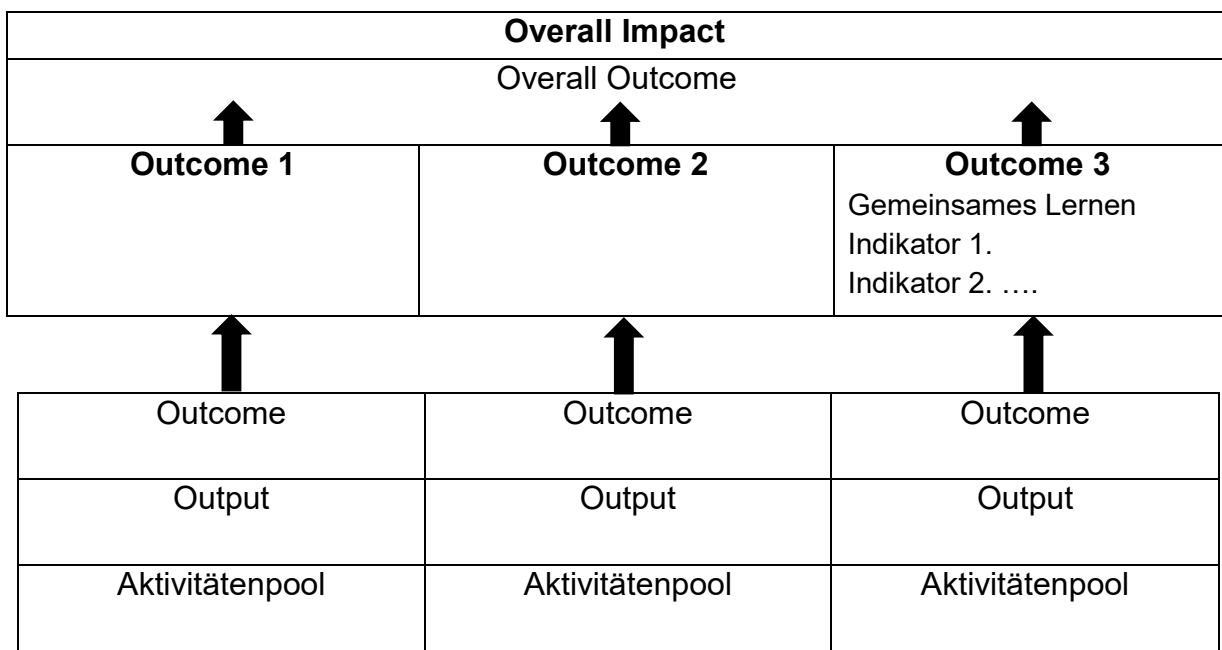 Overall Impact
Overall Outcome
Outcome 1
Outcome 2
Outcome 3
Gemeinsames Lernen
Indikator 1.
Indikator 2. ….
Outcome
Outcome
Outcome
Output
Output
Output
Aktivitätenpool
Aktivitätenpool
Aktivitätenpool